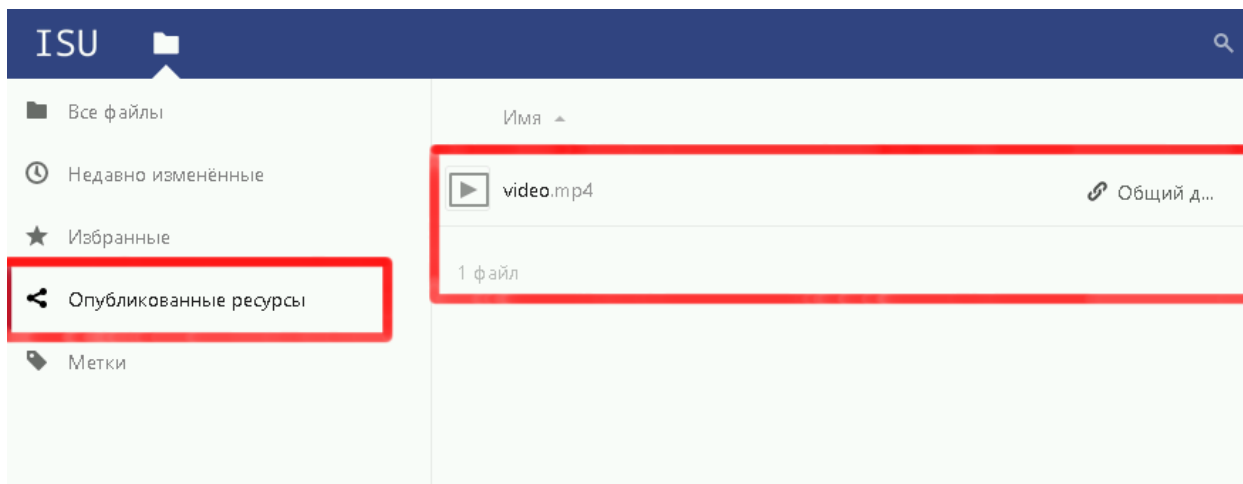 ISU
Все файлы
Недавно изменённые
Избранные
Опубликованные ресурсы
Метки
Имя
video.mp4
Общий д...
1 файл